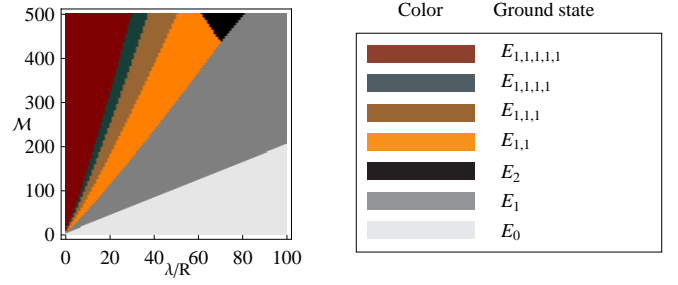 Color Ground state
500
400
300
ℳ
200
100
0
0 20 40 60 80 100
λ/R
E₁,₁,₁,₁,₁
E₁,₁,₁,₁
E₁,₁,₁
E₁,₁
E₂
E₁
E₀